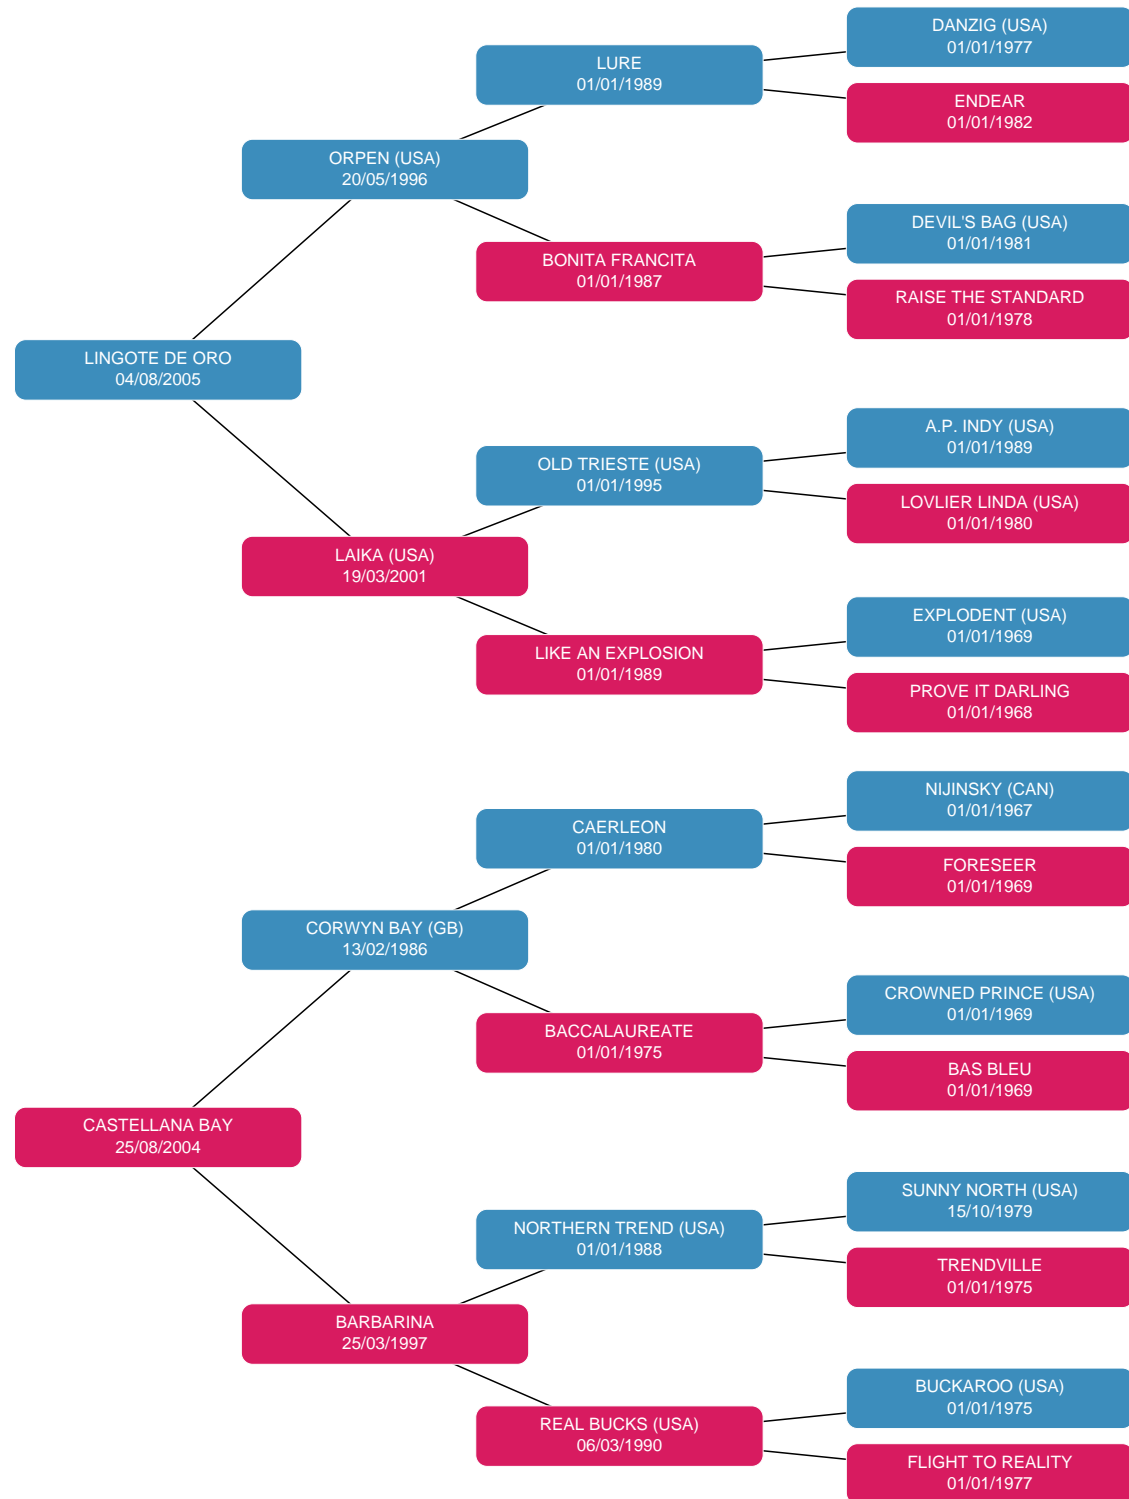 DANZIG (USA)
01/01/1977
LURE
01/01/1989
ENDEAR
01/01/1982
ORPEN (USA)
20/05/1996
DEVIL'S BAG (USA)
01/01/1981
BONITA FRANCITA
01/01/1987
RAISE THE STANDARD
01/01/1978
LINGOTE DE ORO
04/08/2005
A.P. INDY (USA)
01/01/1989
OLD TRIESTE (USA)
01/01/1995
LOVLIER LINDA (USA)
01/01/1980
LAIKA (USA)
19/03/2001
EXPLODENT (USA)
01/01/1969
LIKE AN EXPLOSION
01/01/1989
PROVE IT DARLING
01/01/1968
NIJINSKY (CAN)
01/01/1967
CAERLEON
01/01/1980
FORESEER
01/01/1969
CORWYN BAY (GB)
13/02/1986
CROWNED PRINCE (USA)
01/01/1969
BACCALAUREATE
01/01/1975
BAS BLEU
01/01/1969
CASTELLANA BAY
25/08/2004
SUNNY NORTH (USA)
15/10/1979
NORTHERN TREND (USA)
01/01/1988
TRENDVILLE
01/01/1975
BARBARINA
25/03/1997
BUCKAROO (USA)
01/01/1975
REAL BUCKS (USA)
06/03/1990
FLIGHT TO REALITY
01/01/1977